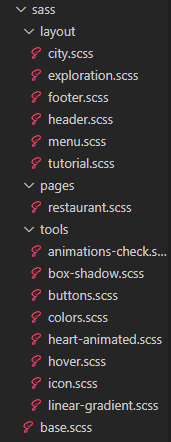 sass
layout
city.scss
exploration.scss
footer.scss
header.scss
menu.scss
tutorial.scss
pages
restaurant.scss
tools
animations-check.s...
box-shadow.scss
buttons.scss
colors.scss
heart-animated.scss
hover.scss
icon.scss
linear-gradient.scss
base.scss